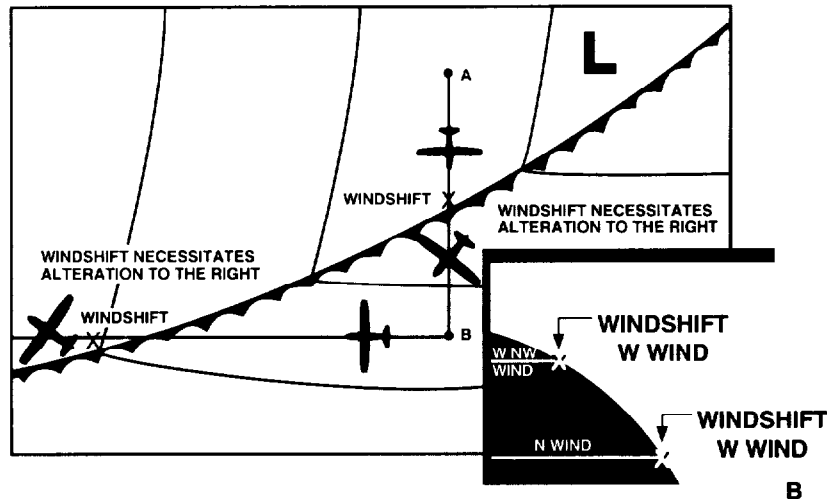 L
A
WINDSHIFT
WINDSHIFT NECESSITATES
ALTERATION TO THE RIGHT
WINDSHIFT NECESSITATES
ALTERATION TO THE RIGHT
WINDSHIFT
B
WINDSHIFT
W WIND
W NW
WIND
WINDSHIFT
W WIND
N WIND
B